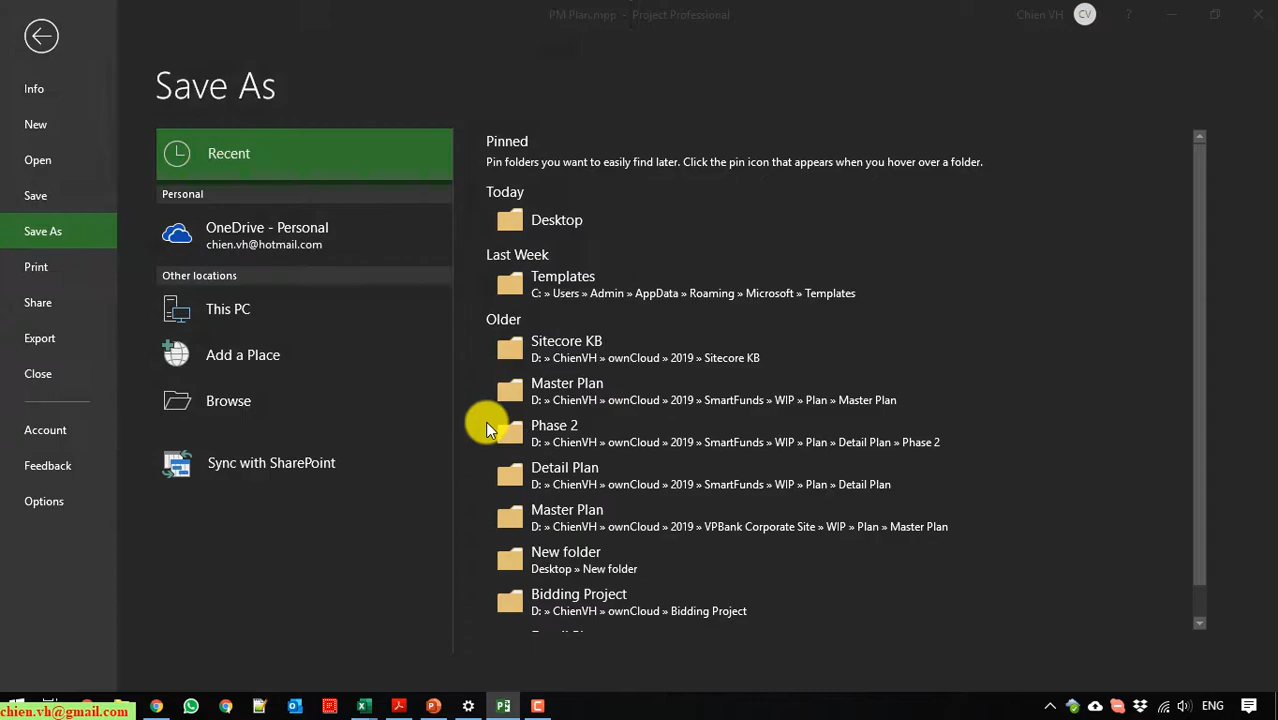 PM Plan.mpp – Project Professional
Chien VH
CV
?
Info
New
Open
Save
Save As
Print
Share
Export
Close
Account
Feedback
Options
Save As
Recent
Personal
OneDrive - Personal
chien.vh@hotmail.com
Other locations
This PC
Add a Place
Browse
Sync with SharePoint
Pinned
Pin folders you want to easily find later. Click the pin icon that appears when you hover over a folder.
Today
Desktop
Last Week
Templates
C: » Users » Admin » AppData » Roaming » Microsoft » Templates
Older
Sitecore KB
D: » ChienVH » ownCloud » 2019 » Sitecore KB
Master Plan
D: » ChienVH » ownCloud » 2019 » SmartFunds » WIP » Plan » Master Plan
Phase 2
D: » ChienVH » ownCloud » 2019 » SmartFunds » WIP » Plan » Detail Plan » Phase 2
Detail Plan
D: » ChienVH » ownCloud » 2019 » SmartFunds » WIP » Plan » Detail Plan
Master Plan
D: » ChienVH » ownCloud » 2019 » VPBank Corporate Site » WIP » Plan » Master Plan
New folder
Desktop » New folder
Bidding Project
D: » ChienVH » ownCloud » Bidding Project
chien.vh@gmail.com
ENG